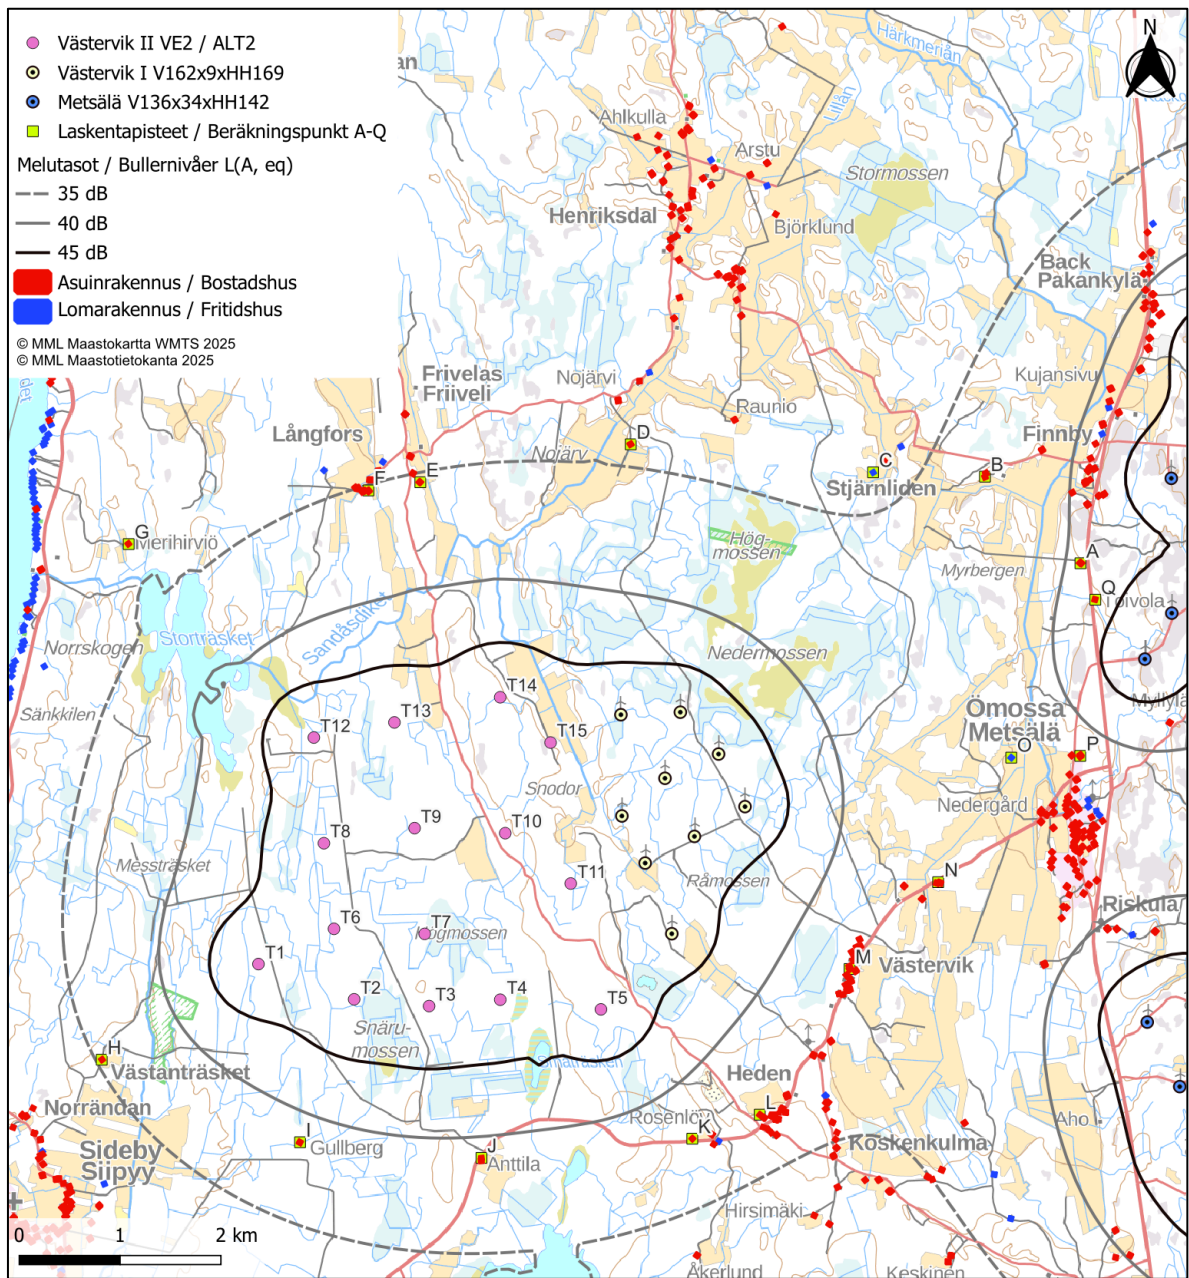 Västervik II VE2 / ALT2
Västervik I V162x9xHH169
Metsälä V136x34xHH142
Laskentapisteet / Beräkningspunkt A-Q
Melutasot / Bullernivåer L(A, eq)
35 dB
40 dB
45 dB
Asuinrakennus / Bostadshus
Lomarakennus / Fritidshus
© MML Maastokartta WMTS 2025
© MML Maastotietokanta 2025
N
Härkmeriån
Lillån
Ahlkulla
Arstu
Stormossen
Henriksdal
Björklund
Back
Pakankylä
Frivelas
Friiveli
Nojärvi
Kujansivu
Raunio
Långfors
Nojärv
D
Finnby
C
B
Stjärnliden
F
E
G
Merihirviö
Hög-
mossen
A
Myrbergen
Q
Toivola
Storträsket
Sandåsdiket
Norrskogen
Nedermossen
Sänkkilen
T14
T13
T12
T15
Ömossa
Metsälä
O
P
Snodor
Nedergård
T9
T10
T8
Messträsket
T11
Råmossen
N
Riskula
T6
T7
Högmossen
T1
M
Västervik
T2
T3
T4
T5
Snäru-
mossen
H
Västanträsket
Heden
Norrändan
L
Rosenlöv
K
Aho
Sideby
Siipyy
I
Gullberg
J
Anttila
Koskenkulma
Hirsimäki
0 1 2 km
Åkerlund
Keskinen